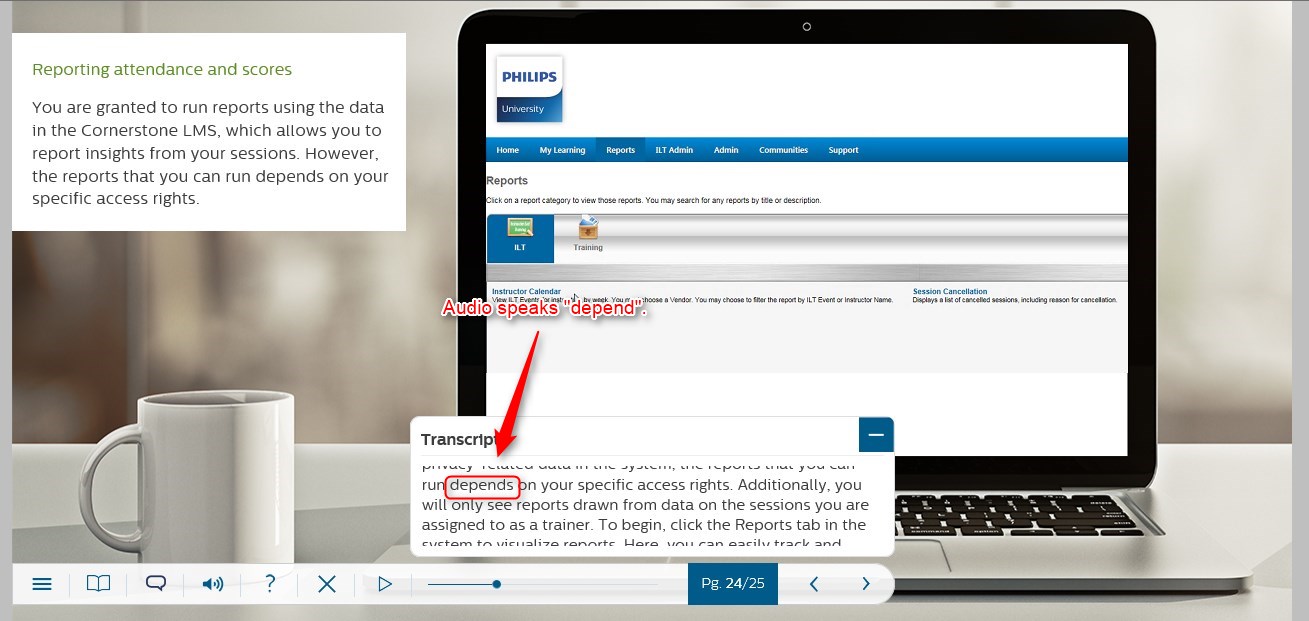 Reporting attendance and scores
You are granted to run reports using the data
in the Cornerstone LMS, which allows you to
report insights from your sessions. However,
the reports that you can run depends on your
specific access rights.
PHILIPS
University
Home My Learning Reports ILT Admin Admin Communities Support
Reports
Click on a report category to view those reports. You may search for any reports by title or description.
ILT
Training
Instructor Calendar
View ILT Events for by week. You may choose a Vendor. You may choose to filter the report by ILT Event or Instructor Name.
Session Cancellation
Displays a list of cancelled sessions, including reason for cancellation.
Audio speaks "depend".
Transcript
privacy-related data in the system, the reports that you can
run depends on your specific access rights. Additionally, you
will only see reports drawn from data on the sessions you are
assigned to as a trainer. To begin, click the Reports tab in the
system to visualize reports. Here, you can easily track and
?
Pg. 24/25